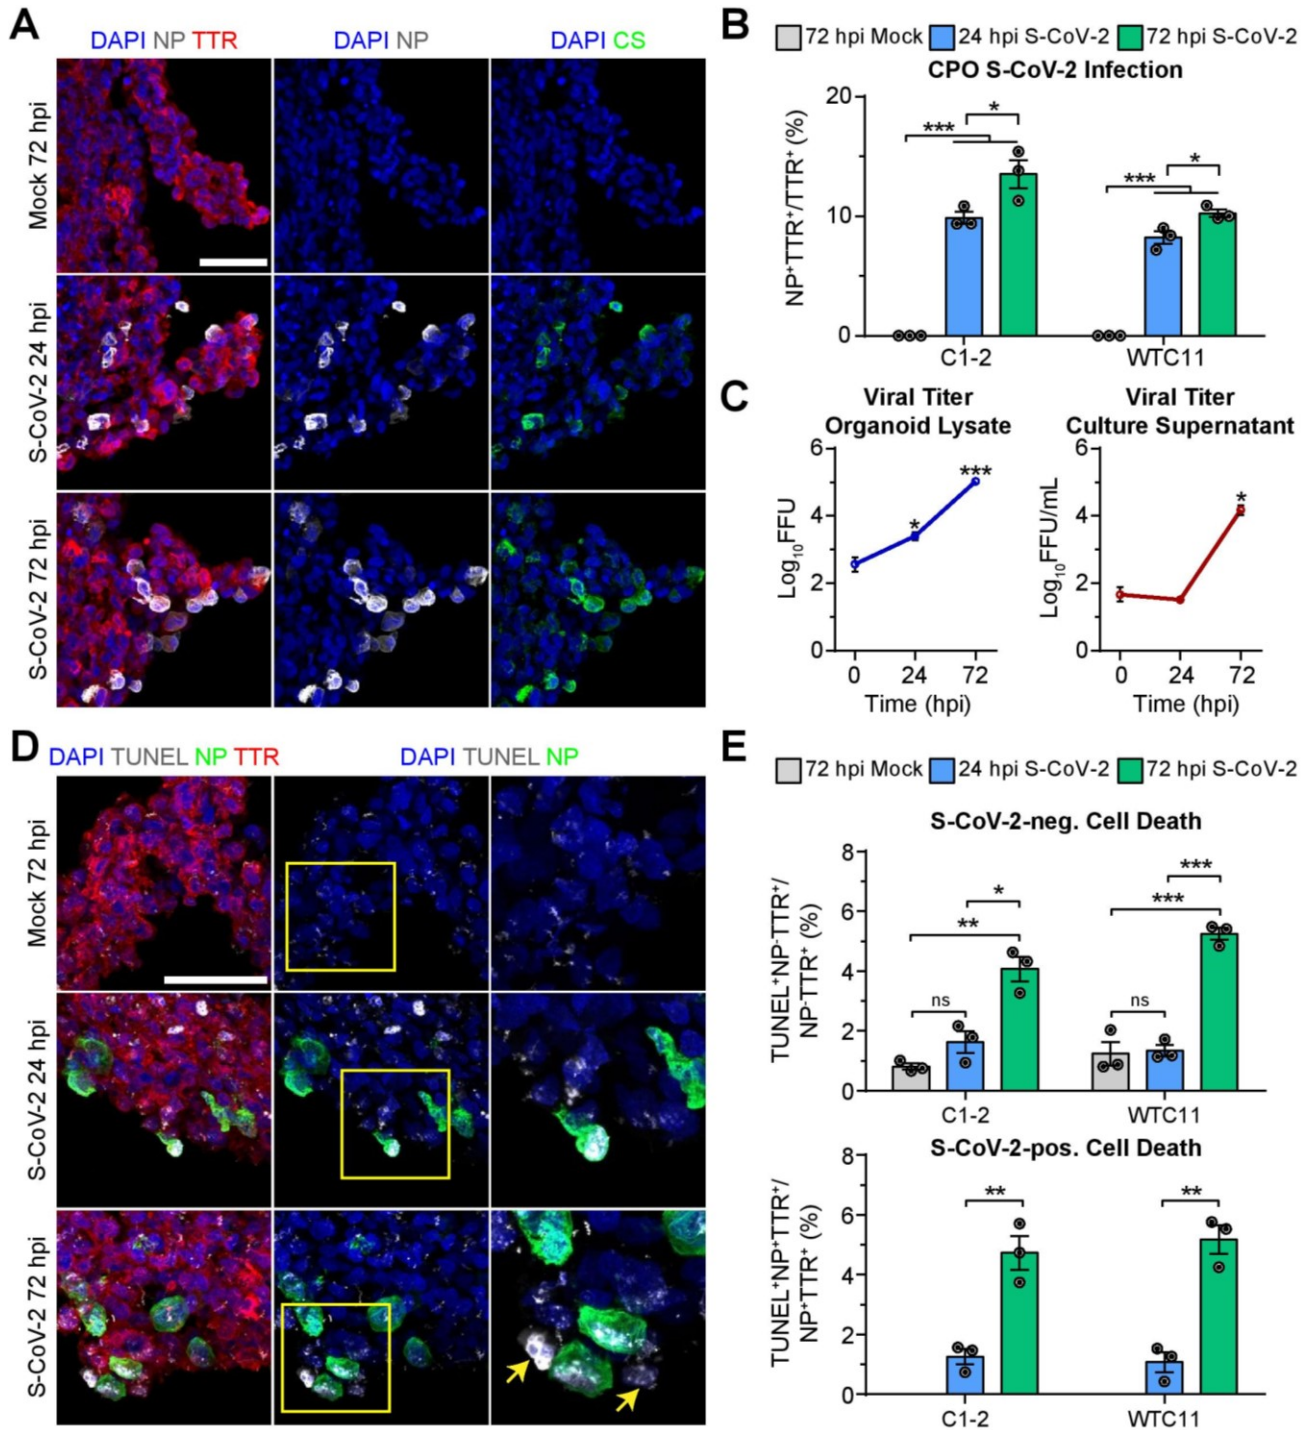 A
DAPI NP TTR
DAPI NP
DAPI CS
Mock 72 hpi
S-CoV-2 24 hpi
S-CoV-2 72 hpi
B
72 hpi Mock 24 hpi S-CoV-2 72 hpi S-CoV-2
CPO S-CoV-2 Infection
NP⁺TTR⁺/TTR⁺ (%)
20
10
0
***
*
***
*
C1-2
WTC11
C
Viral Titer
Organoid Lysate
Log₁₀FFU
6
4
2
0
*
***
0 24 72
Time (hpi)
Viral Titer
Culture Supernatant
Log₁₀FFU/mL
6
4
2
0
*
0 24 72
Time (hpi)
D
DAPI TUNEL NP TTR
DAPI TUNEL NP
Mock 72 hpi
S-CoV-2 24 hpi
S-CoV-2 72 hpi
E
72 hpi Mock 24 hpi S-CoV-2 72 hpi S-CoV-2
S-CoV-2-neg. Cell Death
TUNEL⁺NP⁻TTR⁺/
NP⁻TTR⁺ (%)
8
6
4
2
0
ns
**
*
ns
***
***
C1-2
WTC11
S-CoV-2-pos. Cell Death
TUNEL⁺NP⁺TTR⁺/
NP⁺TTR⁺ (%)
8
6
4
2
0
**
**
C1-2
WTC11